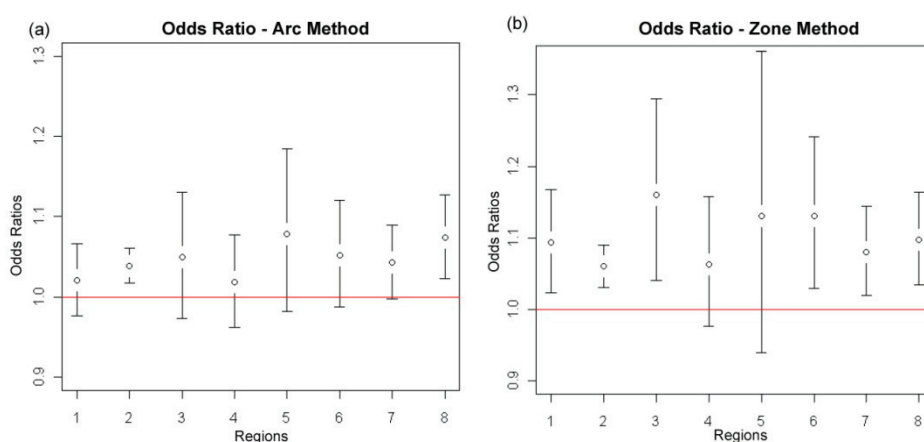 (a)
Odds Ratio - Arc Method
Odds Ratios
1.3
1.2
1.1
1.0
0.9
1 2 3 4 5 6 7 8
Regions
(b)
Odds Ratio - Zone Method
Odds Ratios
1.3
1.2
1.1
1.0
0.9
1 2 3 4 5 6 7 8
Regions